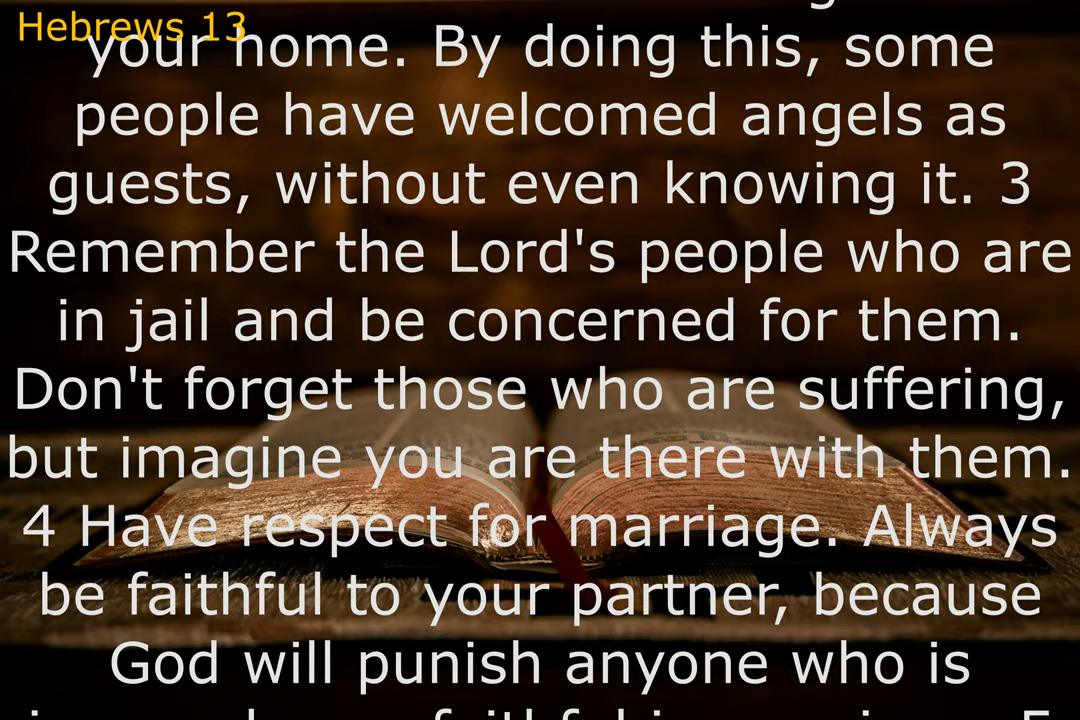 Hebrews 13
your home. By doing this, some
people have welcomed angels as
guests, without even knowing it. 3
Remember the Lord's people who are
in jail and be concerned for them.
Don't forget those who are suffering,
but imagine you are there with them.
4 Have respect for marriage. Always
be faithful to your partner, because
God will punish anyone who is